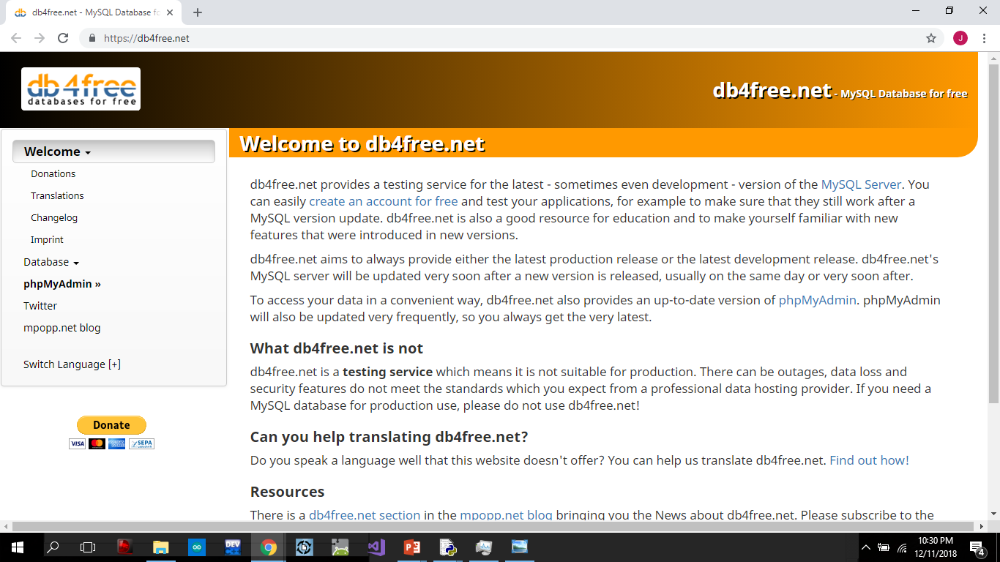 db4free.net - MySQL Database fo
https://db4free.net
J
db4free
databases for free
db4free.net - MySQL Database for free
Welcome
Donations
Translations
Changelog
Imprint
Database
phpMyAdmin »
Twitter
mpopp.net blog
Switch Language [+]
Donate
VISA
SEPA
Welcome to db4free.net
db4free.net provides a testing service for the latest - sometimes even development - version of the MySQL Server. You
can easily create an account for free and test your applications, for example to make sure that they still work after a
MySQL version update. db4free.net is also a good resource for education and to make yourself familiar with new
features that were introduced in new versions.
db4free.net aims to always provide either the latest production release or the latest development release. db4free.net's
MySQL server will be updated very soon after a new version is released, usually on the same day or very soon after.
To access your data in a convenient way, db4free.net also provides an up-to-date version of phpMyAdmin. phpMyAdmin
will also be updated very frequently, so you always get the very latest.
What db4free.net is not
db4free.net is a testing service which means it is not suitable for production. There can be outages, data loss and
security features do not meet the standards which you expect from a professional data hosting provider. If you need a
MySQL database for production use, please do not use db4free.net!
Can you help translating db4free.net?
Do you speak a language well that this website doesn't offer? You can help us translate db4free.net. Find out how!
Resources
There is a db4free.net section in the mpopp.net blog bringing you the News about db4free.net. Please subscribe to the
DEV
10:30 PM
12/11/2018
4